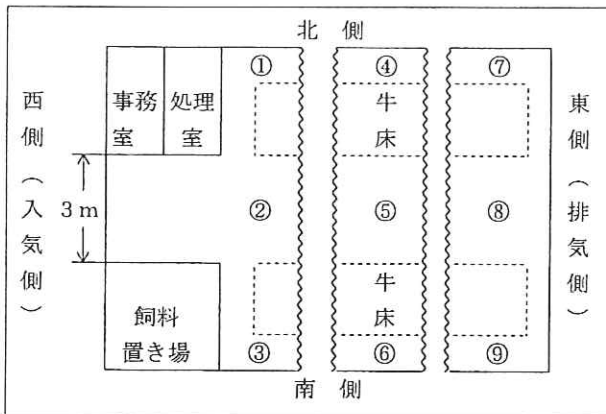 北側
① ④ ⑦
西側（入気側）
事務室
処理室
牛床
東側（排気側）
3m
② ⑤ ⑧
飼料
置き場
牛床
③ ⑥ ⑨
南側